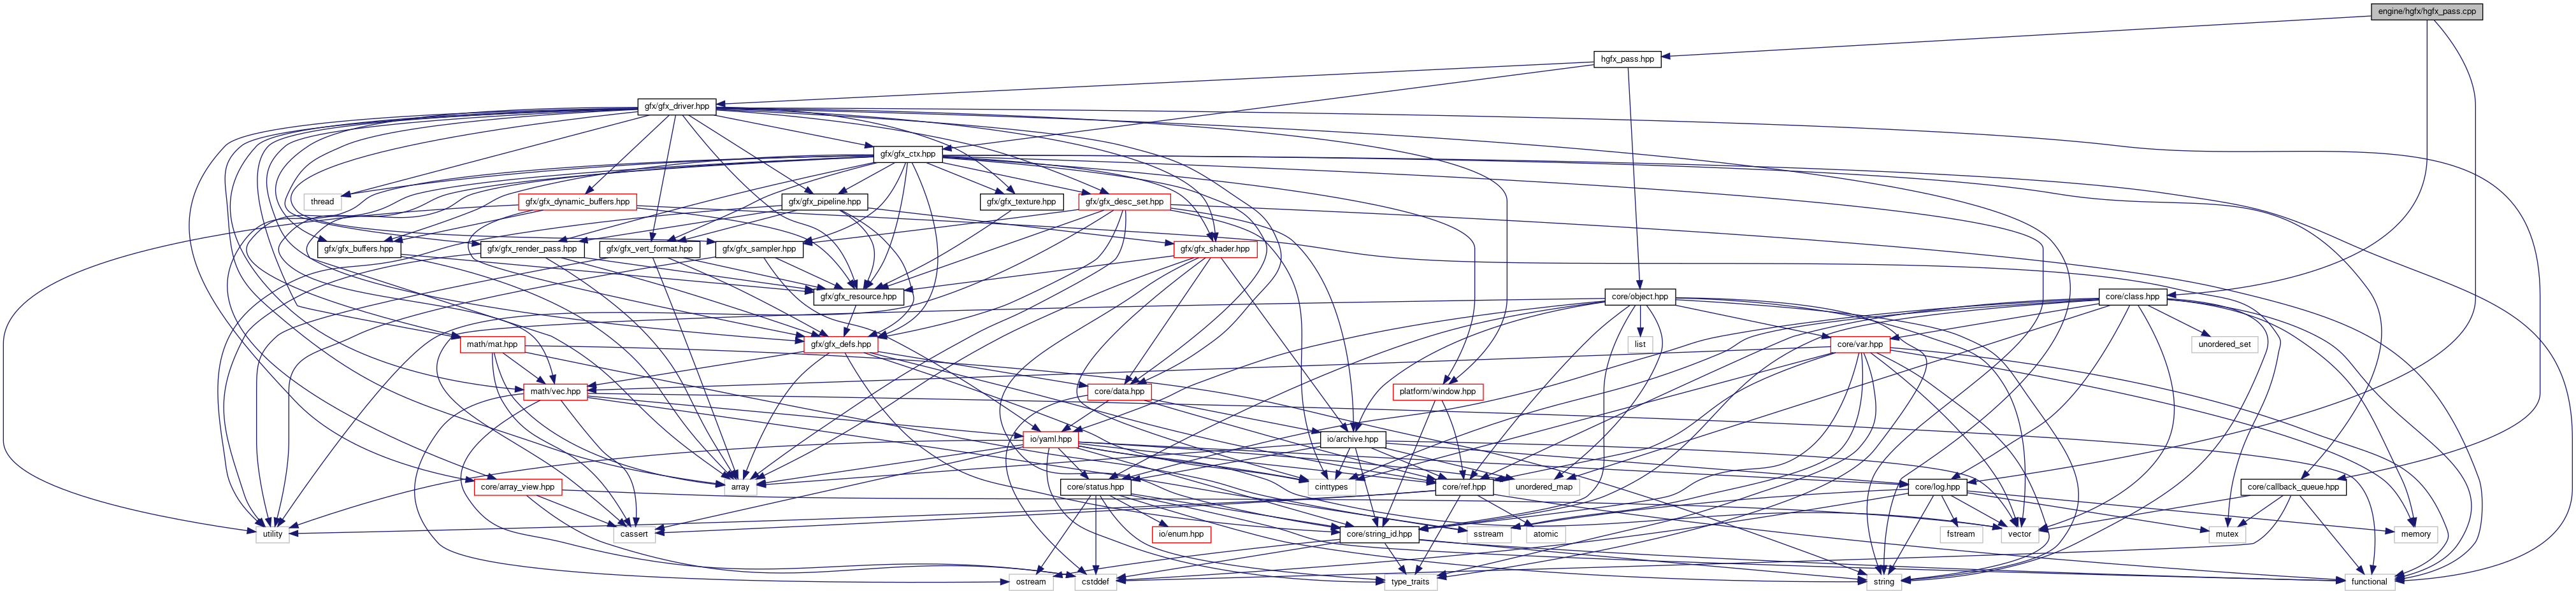 engine/hgfx/hgfx_pass.cpp
hgfx_pass.hpp
gfx/gfx_driver.hpp
gfx/gfx_ctx.hpp
thread
gfx/gfx_dynamic_buffers.hpp
gfx/gfx_pipeline.hpp
gfx/gfx_texture.hpp
gfx/gfx_desc_set.hpp
gfx/gfx_buffers.hpp
gfx/gfx_render_pass.hpp
gfx/gfx_vert_format.hpp
gfx/gfx_sampler.hpp
gfx/gfx_shader.hpp
gfx/gfx_resource.hpp
core/object.hpp
core/class.hpp
math/mat.hpp
gfx/gfx_defs.hpp
list
core/var.hpp
unordered_set
math/vec.hpp
core/data.hpp
platform/window.hpp
io/yaml.hpp
io/archive.hpp
core/array_view.hpp
array
core/status.hpp
cinttypes
core/ref.hpp
unordered_map
core/log.hpp
core/callback_queue.hpp
utility
cassert
io/enum.hpp
core/string_id.hpp
sstream
atomic
fstream
vector
mutex
memory
ostream
cstddef
type_traits
string
functional